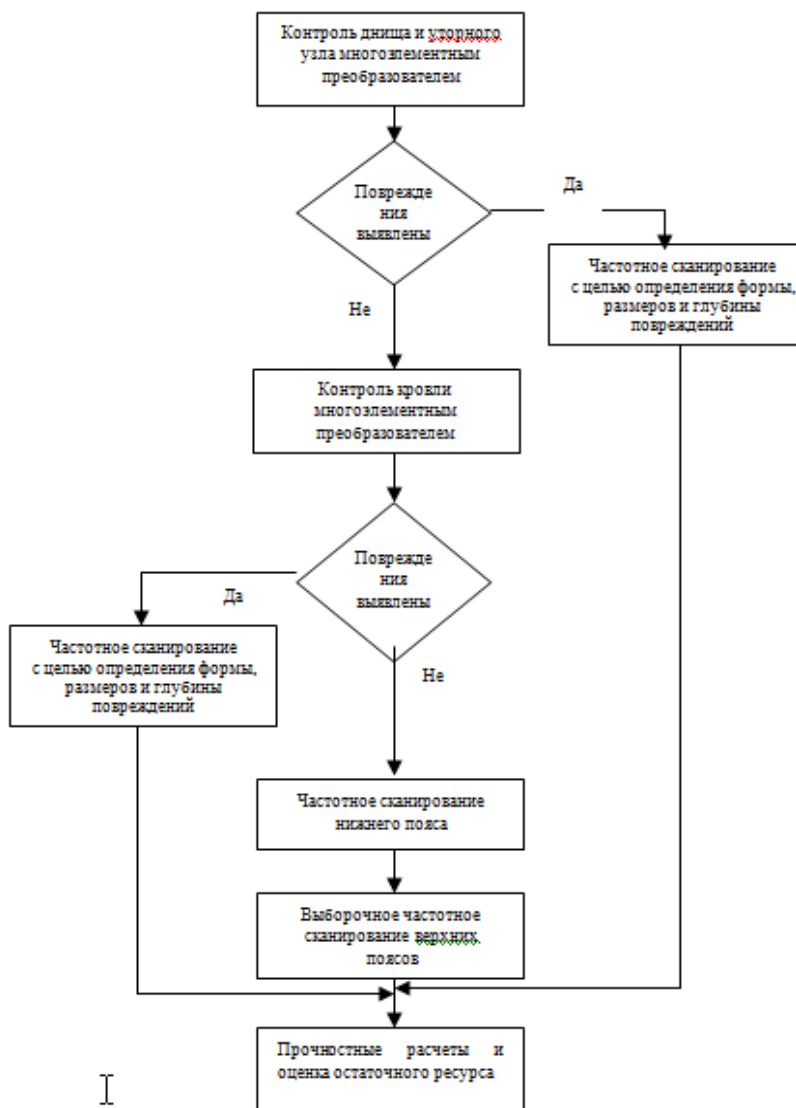 Контроль днища и уторного
узла многоэлементным
преобразователем
Поврежде
ния
выявлены
Да
Частотное сканирование
с целью определения формы,
размеров и глубины
повреждений
Не
Контроль кровли
многоэлементным
преобразователем
Поврежде
ния
выявлены
Да
Частотное сканирование
с целью определения формы,
размеров и глубины
повреждений
Не
Частотное сканирование
нижнего пояса
Выборочное частотное
сканирование верхних
поясов
Прочностные расчеты и
оценка остаточного ресурса